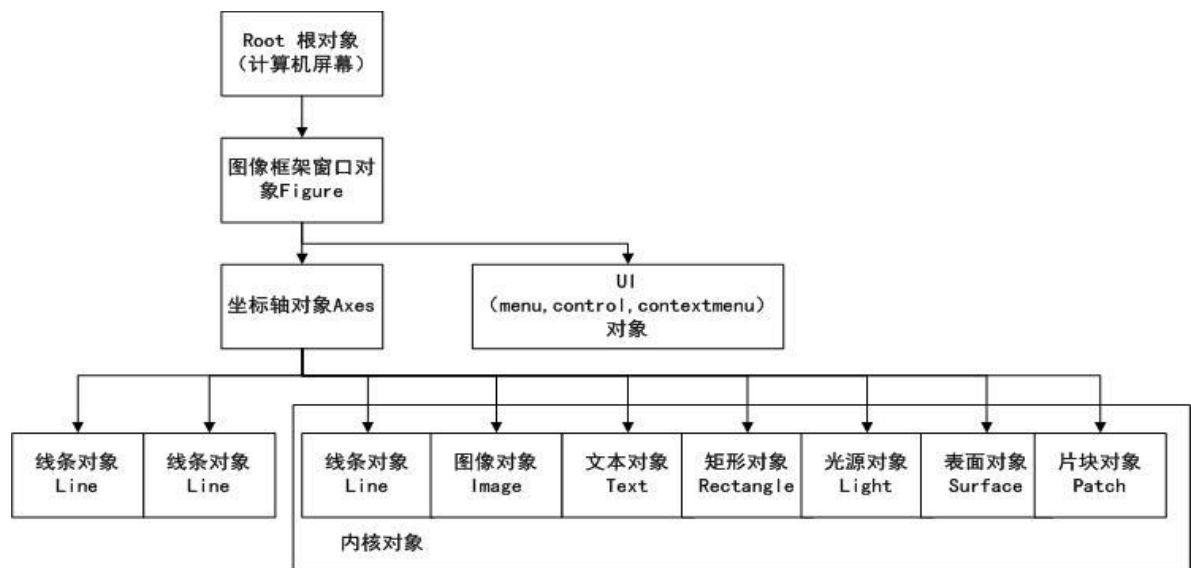 Root 根对象
（计算机屏幕）
图像框架窗口对
象Figure
坐标轴对象Axes
UI
（menu,control,contextmenu）
对象
线条对象
Line
线条对象
Line
线条对象
Line
图像对象
Image
文本对象
Text
矩形对象
Rectangle
光源对象
Light
表面对象
Surface
片块对象
Patch
内核对象